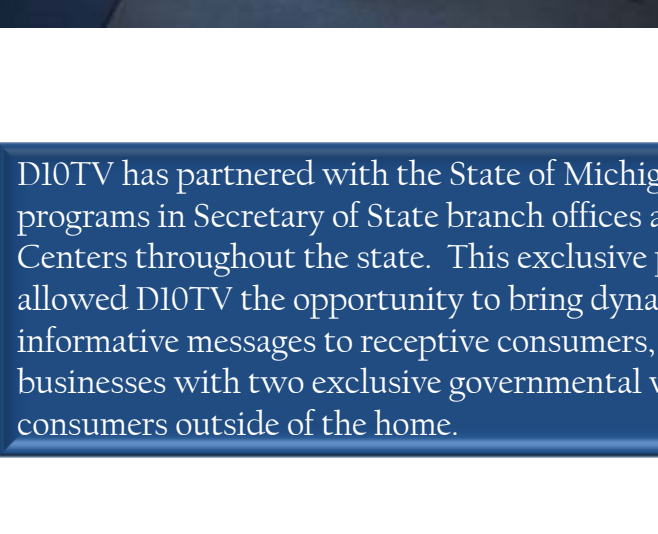 D10TV has partnered with the State of Michig
programs in Secretary of State branch offices a
Centers throughout the state.  This exclusive p
allowed D10TV the opportunity to bring dyna
informative messages to receptive consumers,
businesses with two exclusive governmental v
consumers outside of the home.